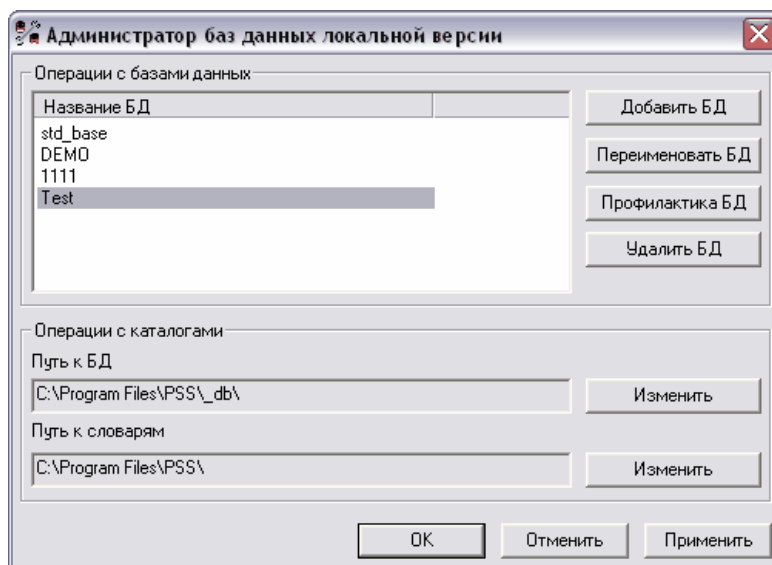 Администратор баз данных локальной версии
Операции с базами данных
Название БД
std_base
DEMO
1111
Test
Добавить БД
Переименовать БД
Профилактика БД
Удалить БД
Операции с каталогами
Путь к БД
C:\Program Files\PSS\_db\
Изменить
Путь к словарям
C:\Program Files\PSS\
Изменить
OK
Отменить
Применить